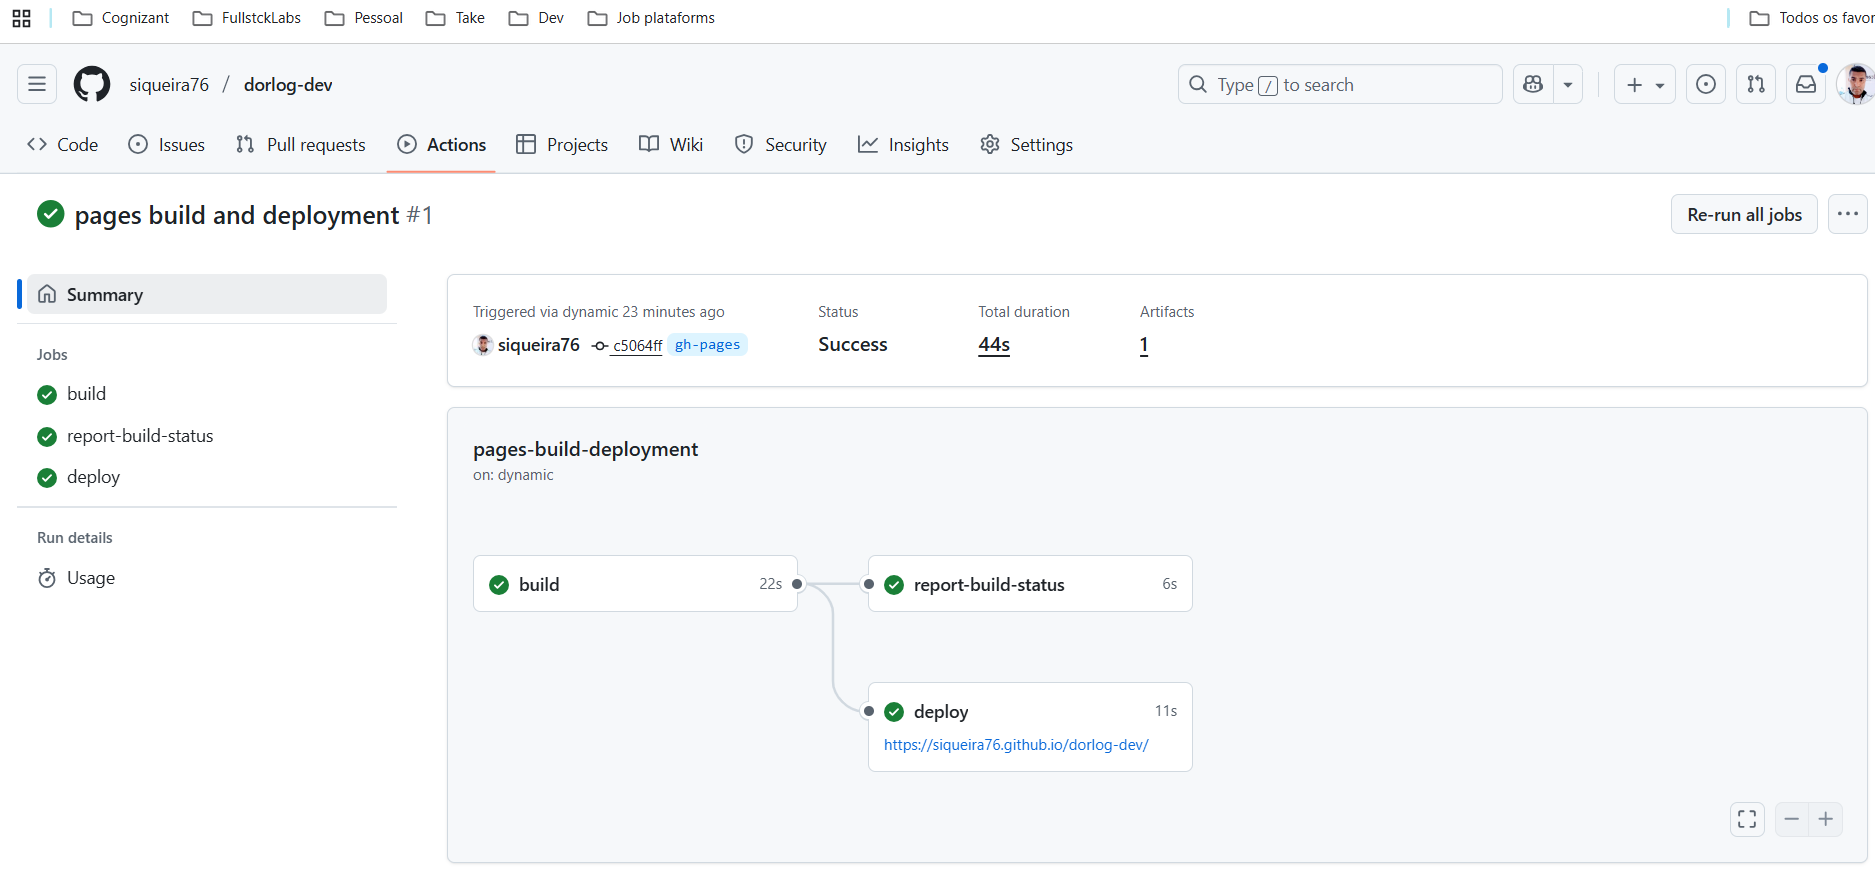 Cognizant FullstckLabs Pessoal Take Dev Job plataforms Todos os favor
siqueira76 / dorlog-dev Type / to search
Code Issues Pull requests Actions Projects Wiki Security Insights Settings
pages build and deployment #1 Re-run all jobs
Summary
Jobs
build
report-build-status
deploy
Run details
Usage
Triggered via dynamic 23 minutes ago Status Total duration Artifacts
siqueira76 c5064ff gh-pages Success 44s 1
pages-build-deployment
on: dynamic
build 22s report-build-status 6s
deploy 11s
https://siqueira76.github.io/dorlog-dev/